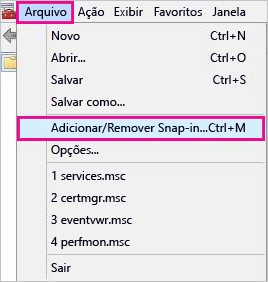 Arquivo Ação Exibir Favoritos Janela
Novo Ctrl+N
Abrir... Ctrl+O
Salvar Ctrl+S
Salvar como...
Adicionar/Remover Snap-in...Ctrl+M
Opções...
1 services.msc
2 certmgr.msc
3 eventvwr.msc
4 perfmon.msc
Sair